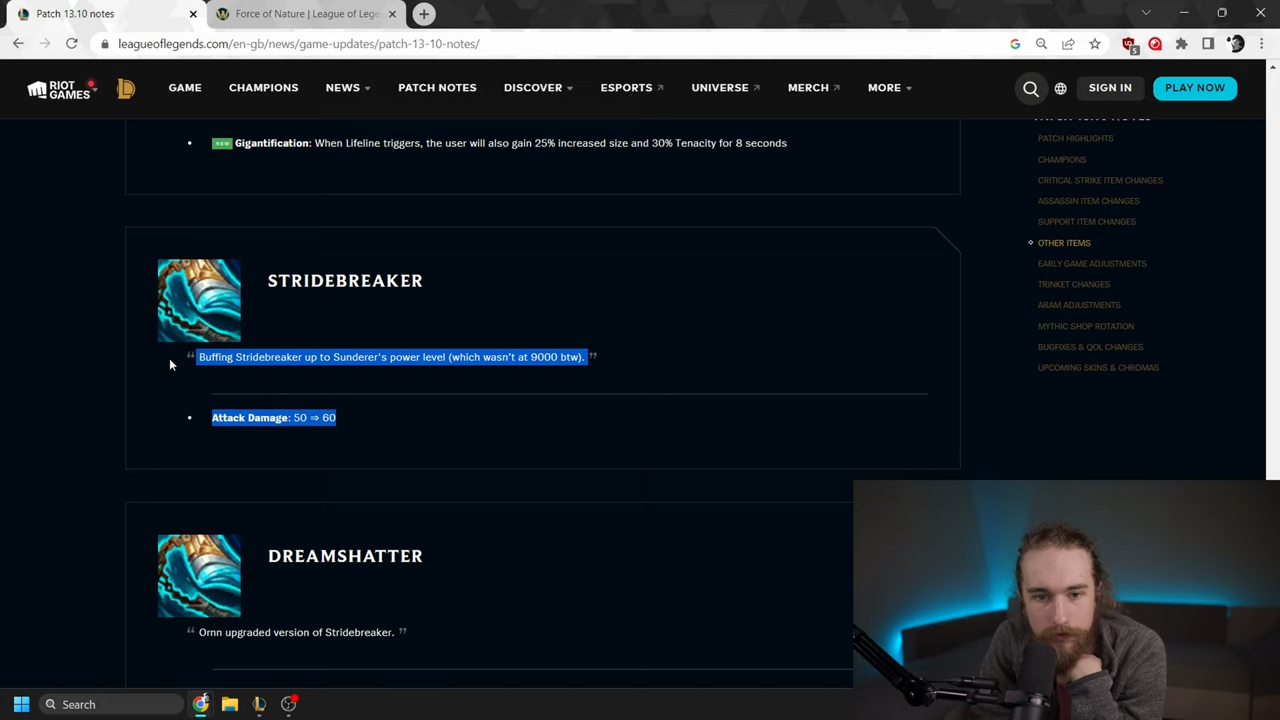 Patch 13.10 notes
Force of Nature | League of Lege
leagueoflegends.com/en-gb/news/game-updates/patch-13-10-notes/
5
RIOT GAMES
GAME
CHAMPIONS
NEWS
PATCH NOTES
DISCOVER
ESPORTS
UNIVERSE
MERCH
MORE
SIGN IN
PLAY NOW
NEW Gigantification: When Lifeline triggers, the user will also gain 25% increased size and 30% Tenacity for 8 seconds
STRIDEBREAKER
“ Buffing Stridebreaker up to Sunderer's power level (which wasn't at 9000 btw). ”
• Attack Damage: 50 ⇒ 60
DREAMSHATTER
“ Ornn upgraded version of Stridebreaker. ”
PATCH HIGHLIGHTS
CHAMPIONS
CRITICAL STRIKE ITEM CHANGES
ASSASSIN ITEM CHANGES
SUPPORT ITEM CHANGES
OTHER ITEMS
EARLY GAME ADJUSTMENTS
TRINKET CHANGES
ARAM ADJUSTMENTS
MYTHIC SHOP ROTATION
BUGFIXES & QOL CHANGES
UPCOMING SKINS & CHROMAS
Search